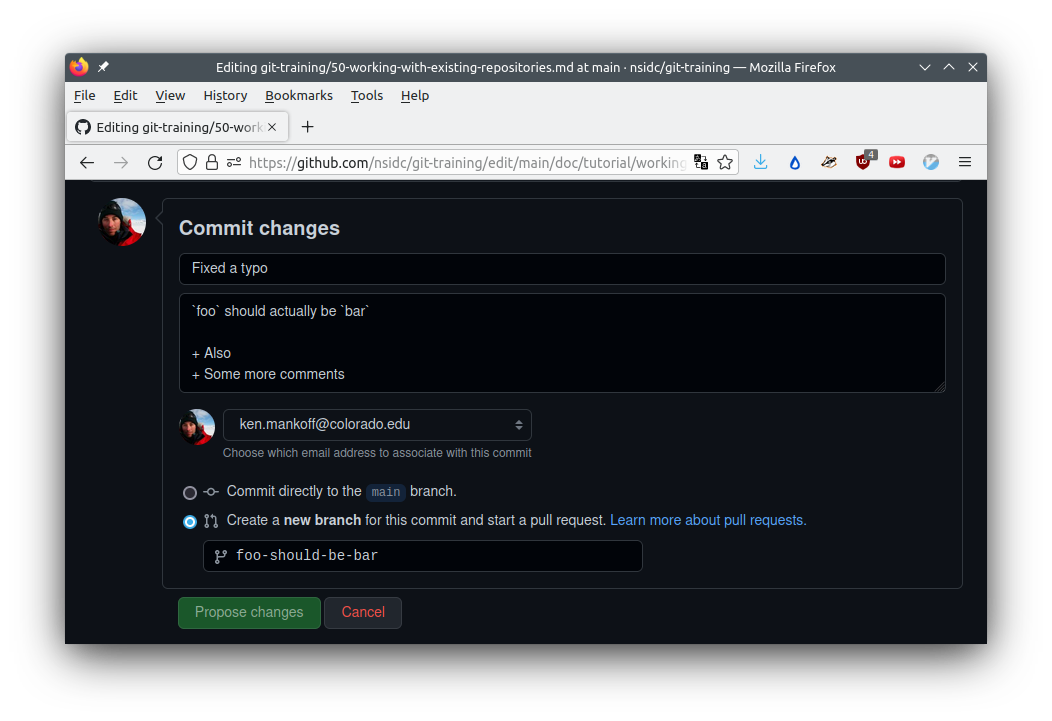 Editing git-training/50-working-with-existing-repositories.md at main · nsidc/git-training — Mozilla Firefox
File Edit View History Bookmarks Tools Help
Editing git-training/50-work
https://github.com/nsidc/git-training/edit/main/doc/tutorial/working
4
Commit changes
Fixed a typo
`foo` should actually be `bar`
+ Also
+ Some more comments
ken.mankoff@colorado.edu
Choose which email address to associate with this commit
Commit directly to the main branch.
Create a new branch for this commit and start a pull request. Learn more about pull requests.
foo-should-be-bar
Propose changes Cancel